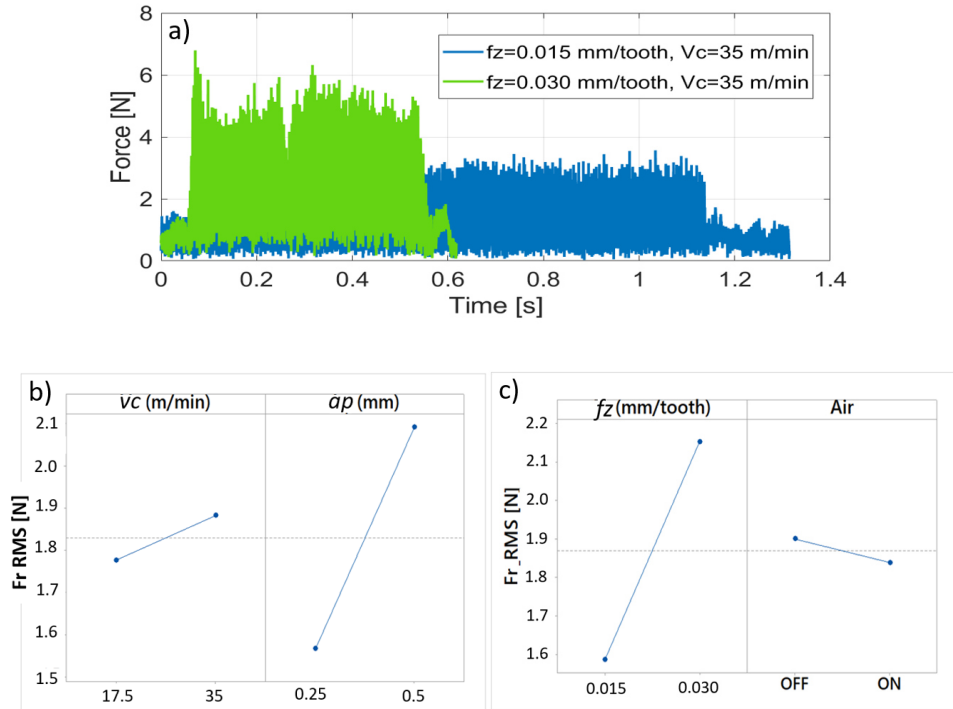 a)
8
6
4
2
0
Force [N]
fz=0.015 mm/tooth, Vc=35 m/min
fz=0.030 mm/tooth, Vc=35 m/min
0 0.2 0.4 0.6 0.8 1 1.2 1.4
Time [s]
b)
vc (m/min) ap (mm)
2.1
2.0
1.9
1.8
1.7
1.6
1.5
Fr RMS [N]
17.5 35 0.25 0.5
c)
fz (mm/tooth) Air
2.2
2.1
2.0
1.9
1.8
1.7
1.6
Fr_RMS [N]
0.015 0.030 OFF ON